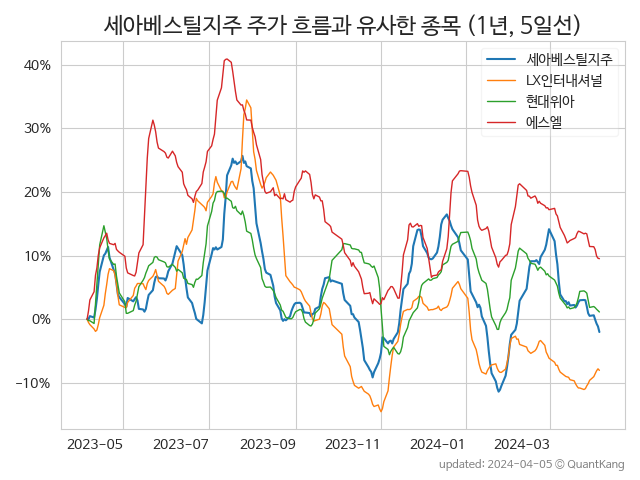 세아베스틸지주 주가 흐름과 유사한 종목 (1년, 5일선)
세아베스틸지주
LX인터내셔널
현대위아
에스엘
40%
30%
20%
10%
0%
−10%
2023-05 2023-07 2023-09 2023-11 2024-01 2024-03
updated: 2024-04-05 © QuantKang